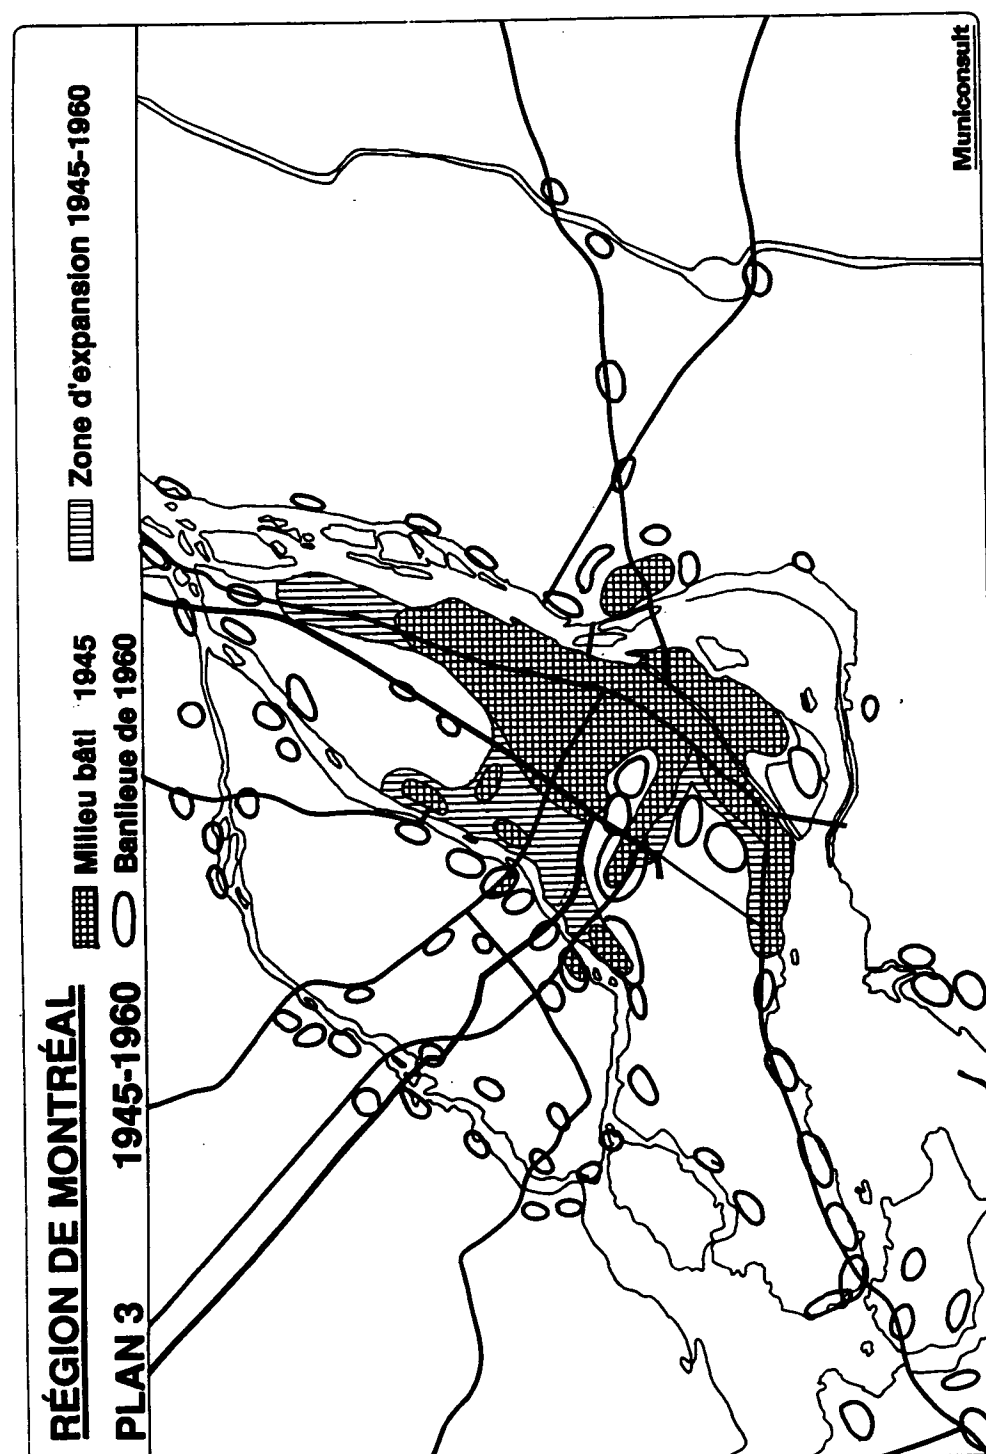 RÉGION DE MONTRÉAL
PLAN 3 1945-1960
Milieu bâti 1945
Zone d'expansion 1945-1960
Banlieue de 1960
Municonsult